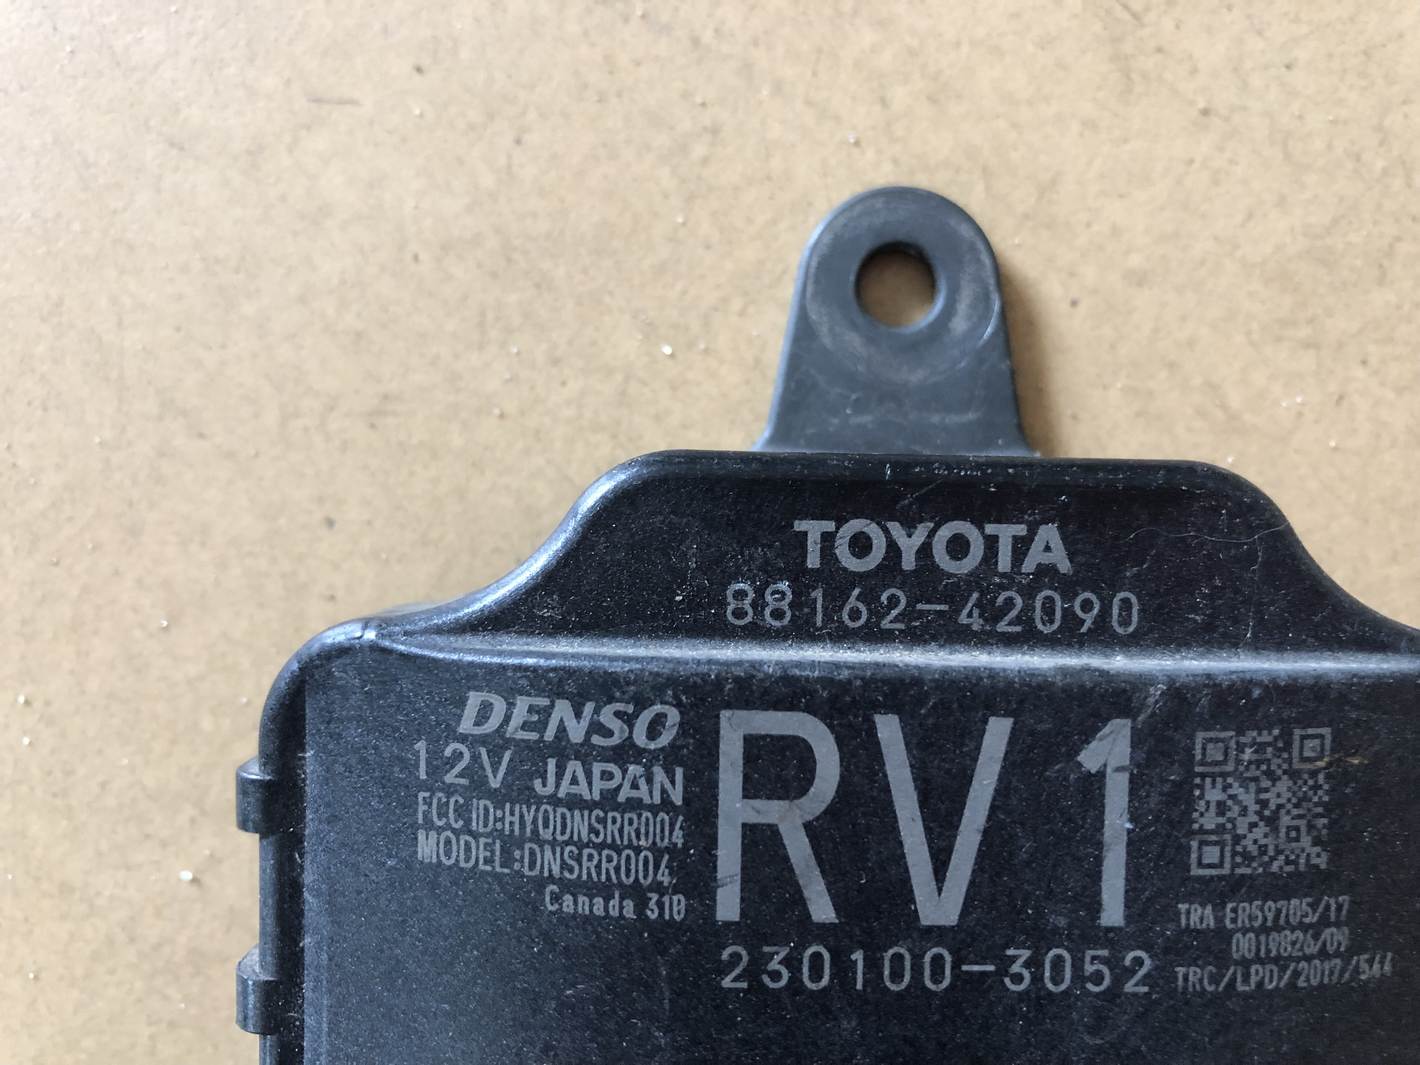 TOYOTA
88162-42090
DENSO
12V JAPAN
FCC ID:HYQDNSRR004
MODEL:DNSRR004
Canada 310
RV1
230100-3052
TRA ER59705/17
0019826/09
TRC/LPD/2017/544